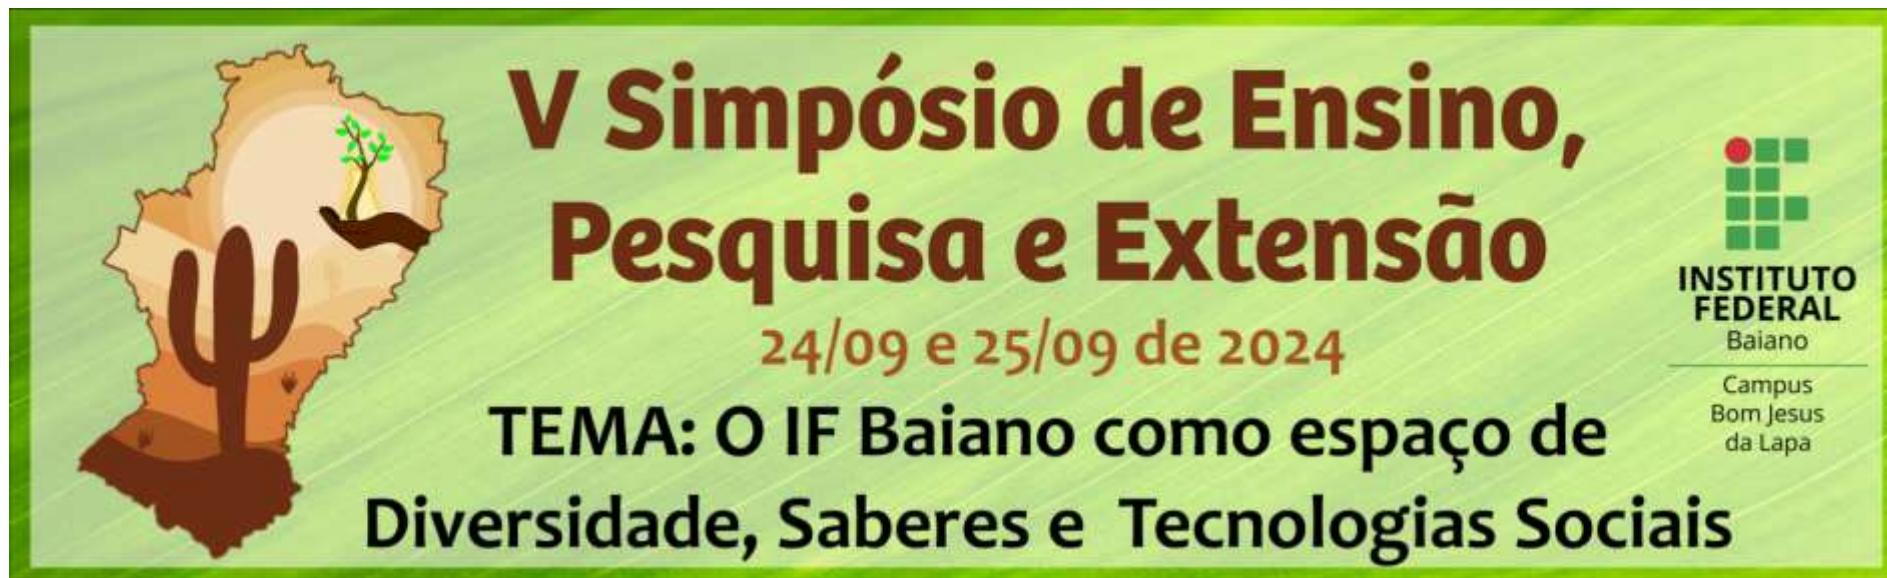 V Simpósio de Ensino,
Pesquisa e Extensão
24/09 e 25/09 de 2024
TEMA: O IF Baiano como espaço de
Diversidade, Saberes e Tecnologias Sociais
INSTITUTO
FEDERAL
Baiano
Campus
Bom Jesus
da Lapa